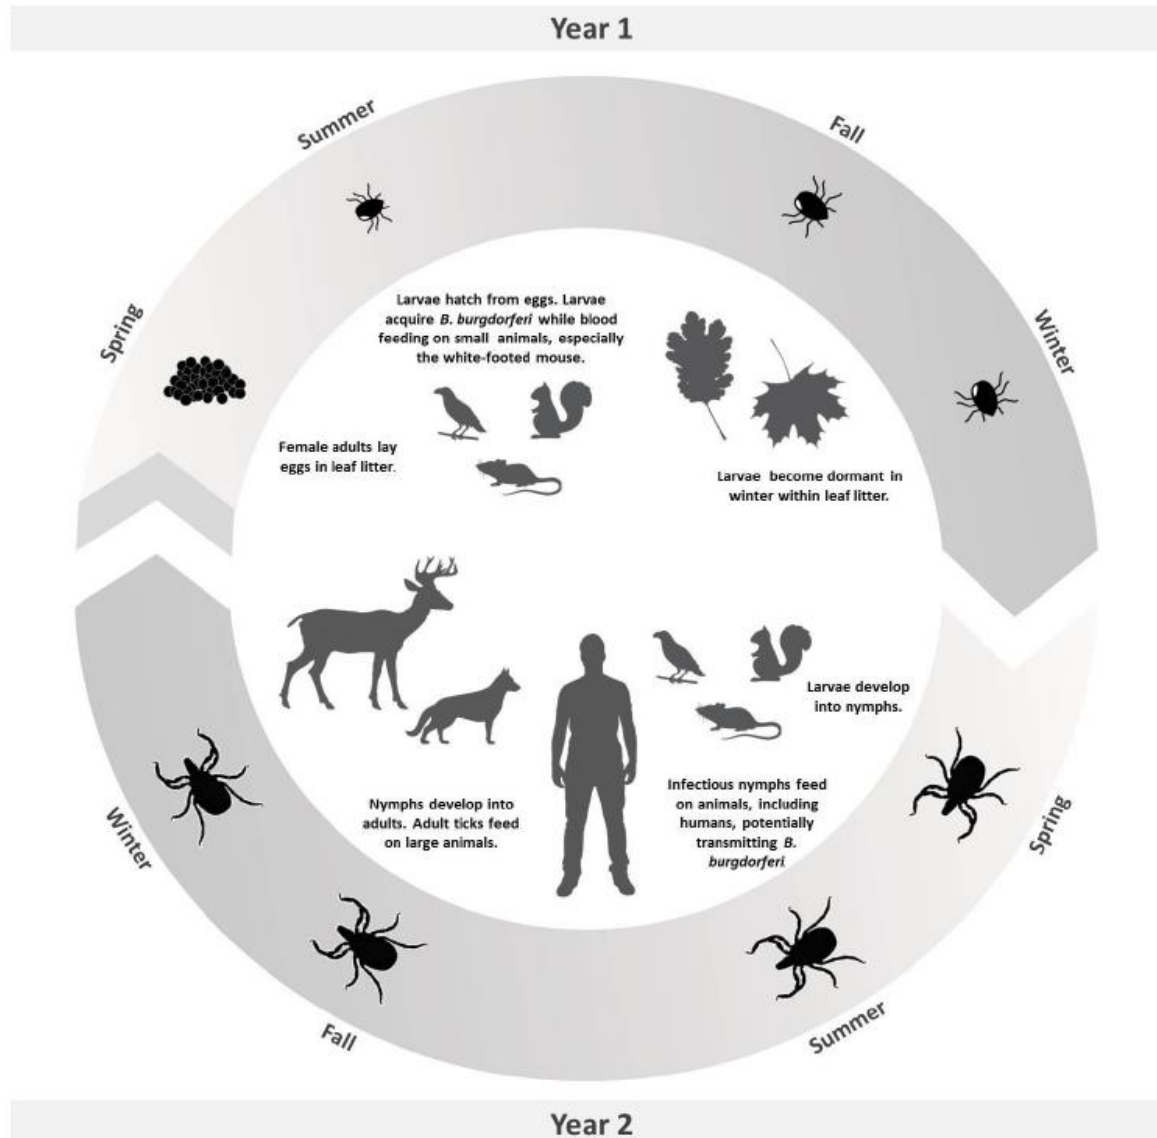 Year 1
Summer
Fall
Spring
Winter
Larvae hatch from eggs. Larvae
acquire B. burgdorferi while blood
feeding on small animals, especially
the white-footed mouse.
Female adults lay
eggs in leaf litter.
Larvae become dormant in
winter within leaf litter.
Larvae develop
into nymphs.
Infectious nymphs feed
on animals, including
humans, potentially
transmitting B.
burgdorferi
Nymphs develop into
adults. Adult ticks feed
on large animals.
Spring
Summer
Fall
Winter
Year 2